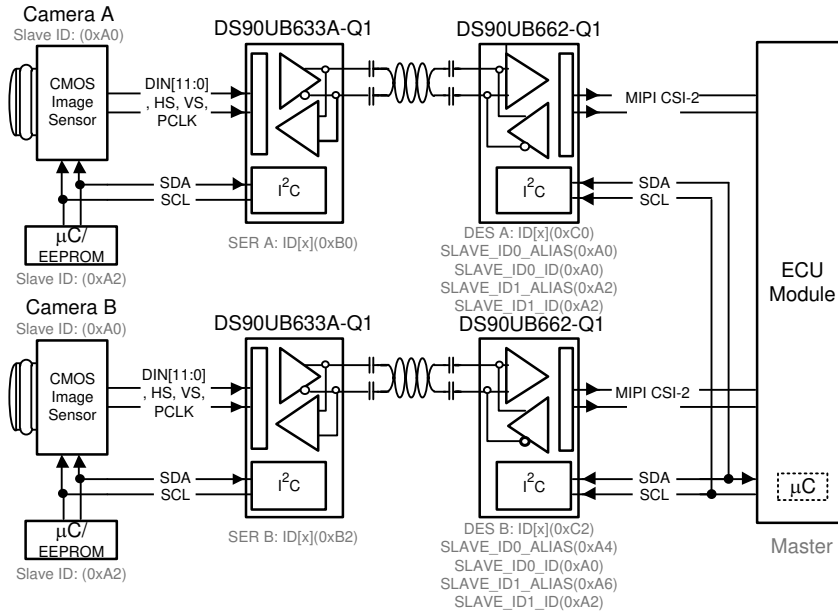 Camera A
Slave ID: (0xA0)
CMOS
Image
Sensor
DIN[11:0]
, HS, VS,
PCLK
SDA
SCL
µC/
EEPROM
Slave ID: (0xA2)
DS90UB633A-Q1
I²C
SER A: ID[x](0xB0)
DS90UB662-Q1
I²C
DES A: ID[x](0xC0)
SLAVE_ID0_ALIAS(0xA0)
SLAVE_ID0_ID(0xA0)
SLAVE_ID1_ALIAS(0xA2)
SLAVE_ID1_ID(0xA2)
MIPI CSI-2
SDA
SCL
ECU
Module
Camera B
Slave ID: (0xA0)
CMOS
Image
Sensor
DIN[11:0]
, HS, VS,
PCLK
SDA
SCL
µC/
EEPROM
Slave ID: (0xA2)
DS90UB633A-Q1
I²C
SER B: ID[x](0xB2)
DS90UB662-Q1
I²C
DES B: ID[x](0xC2)
SLAVE_ID0_ALIAS(0xA4)
SLAVE_ID0_ID(0xA0)
SLAVE_ID1_ALIAS(0xA6)
SLAVE_ID1_ID(0xA2)
MIPI CSI-2
SDA
SCL
µC
Master